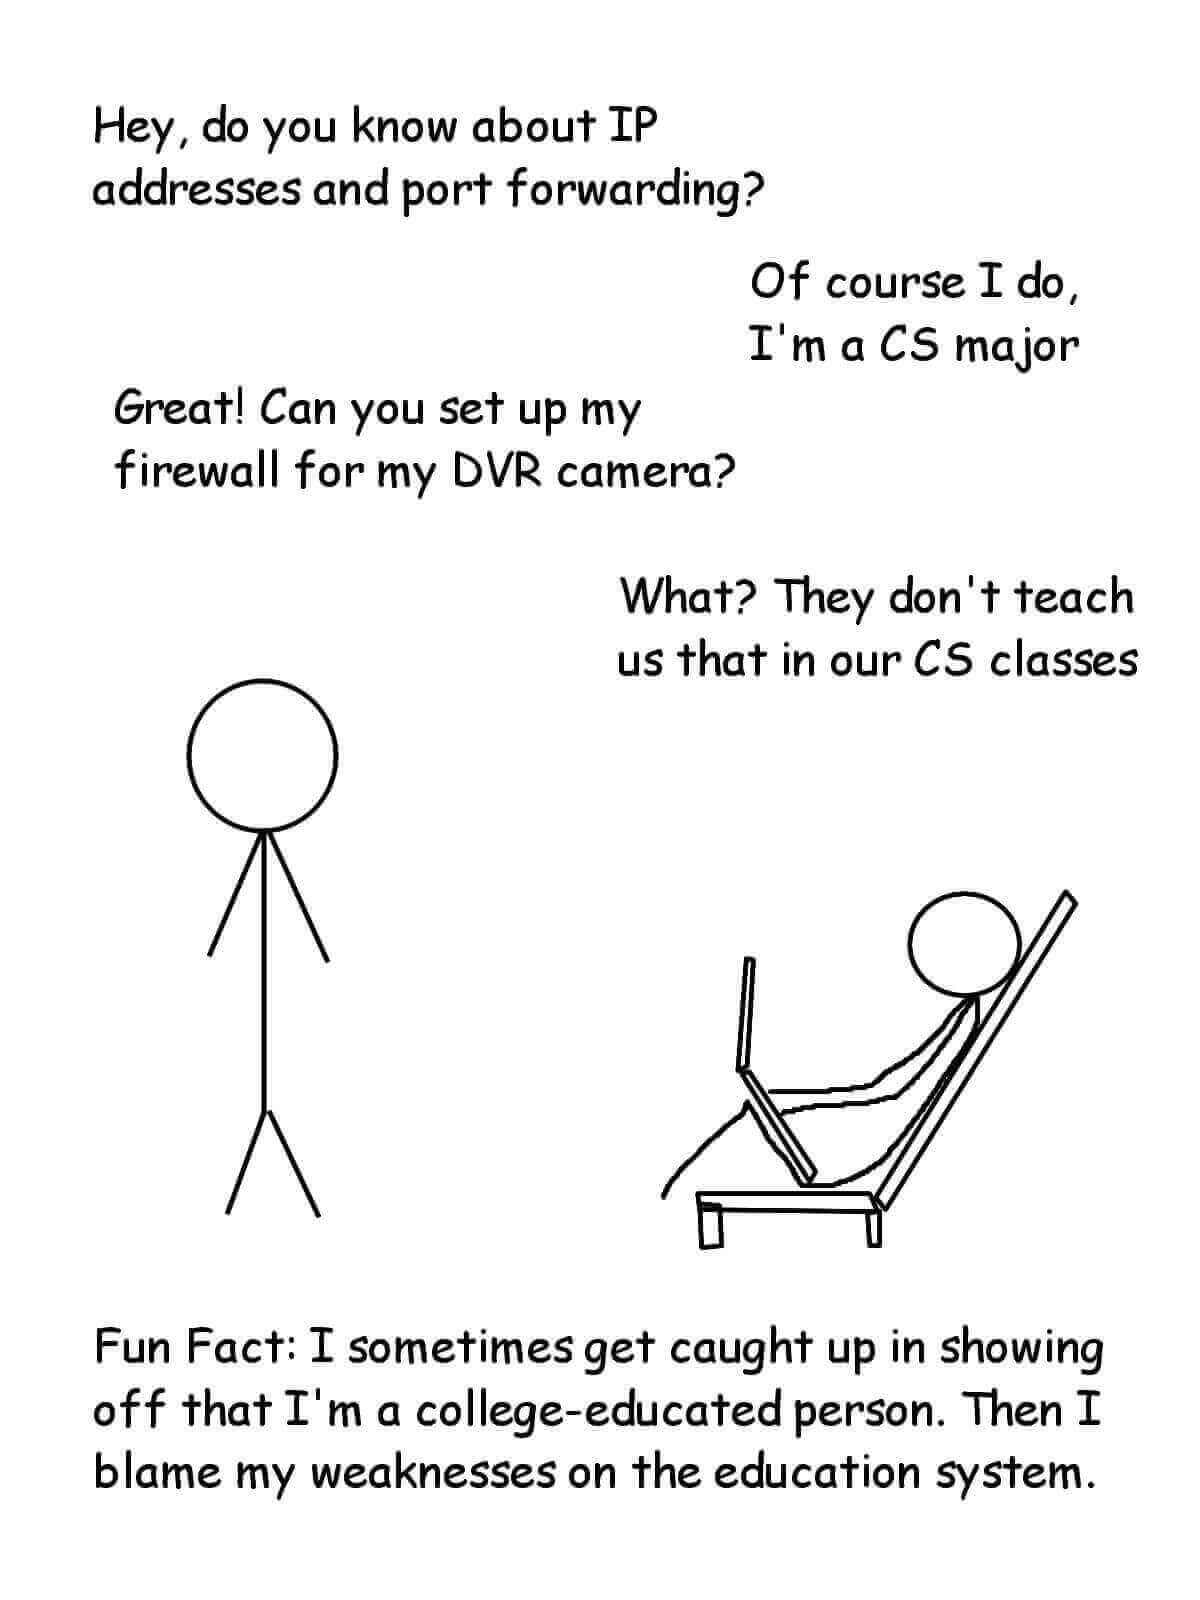 Hey, do you know about IP
addresses and port forwarding?
Of course I do,
I'm a CS major
Great! Can you set up my
firewall for my DVR camera?
What? They don't teach
us that in our CS classes
Fun Fact: I sometimes get caught up in showing
off that I'm a college-educated person. Then I
blame my weaknesses on the education system.